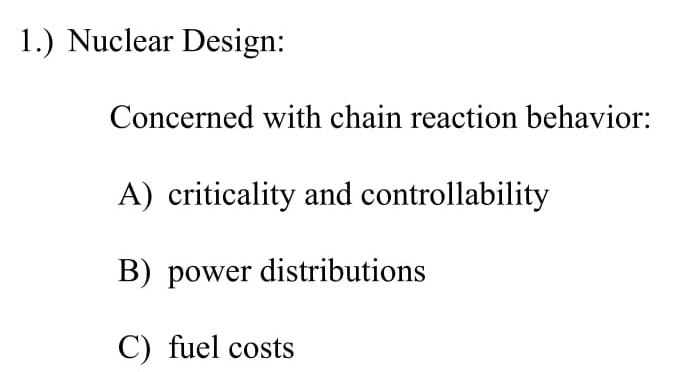 1.) Nuclear Design:
Concerned with chain reaction behavior:
A) criticality and controllability
B) power distributions
C) fuel costs